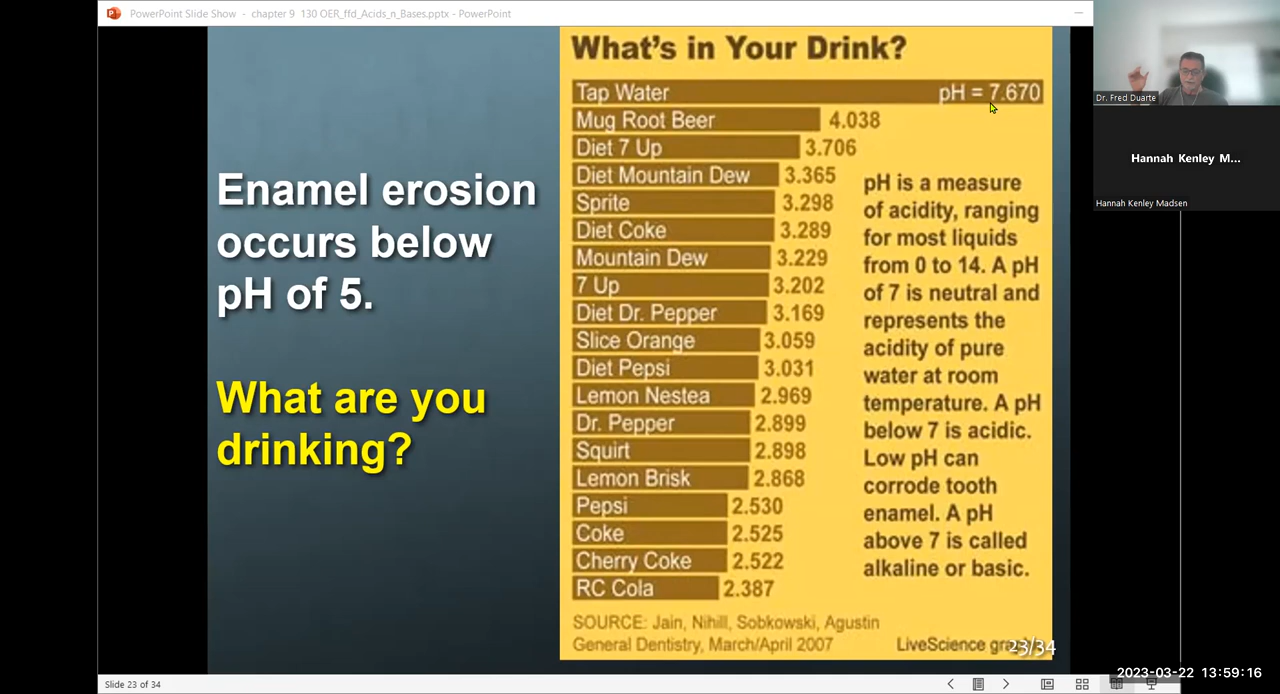 PowerPoint Slide Show - chapter 9 130 OER_ffd_Acids_n_Bases.pptx - PowerPoint
Enamel erosion
occurs below
pH of 5.
What are you
drinking?
What's in Your Drink?
Tap Water pH = 7.670
Mug Root Beer 4.038
Diet 7 Up 3.706
Diet Mountain Dew 3.365
Sprite 3.298
Diet Coke 3.289
Mountain Dew 3.229
7 Up 3.202
Diet Dr. Pepper 3.169
Slice Orange 3.059
Diet Pepsi 3.031
Lemon Nestea 2.969
Dr. Pepper 2.899
Squirt 2.898
Lemon Brisk 2.868
Pepsi 2.530
Coke 2.525
Cherry Coke 2.522
RC Cola 2.387
pH is a measure
of acidity, ranging
for most liquids
from 0 to 14. A pH
of 7 is neutral and
represents the
acidity of pure
water at room
temperature. A pH
below 7 is acidic.
Low pH can
corrode tooth
enamel. A pH
above 7 is called
alkaline or basic.
SOURCE: Jain, Nihill, Sobkowski, Agustin
General Dentistry, March/April 2007
LiveScience
23/34
Dr. Fred Duarte
Hannah Kenley M...
Hannah Kenley Madsen
Slide 23 of 34
2023-03-22 13:59:16